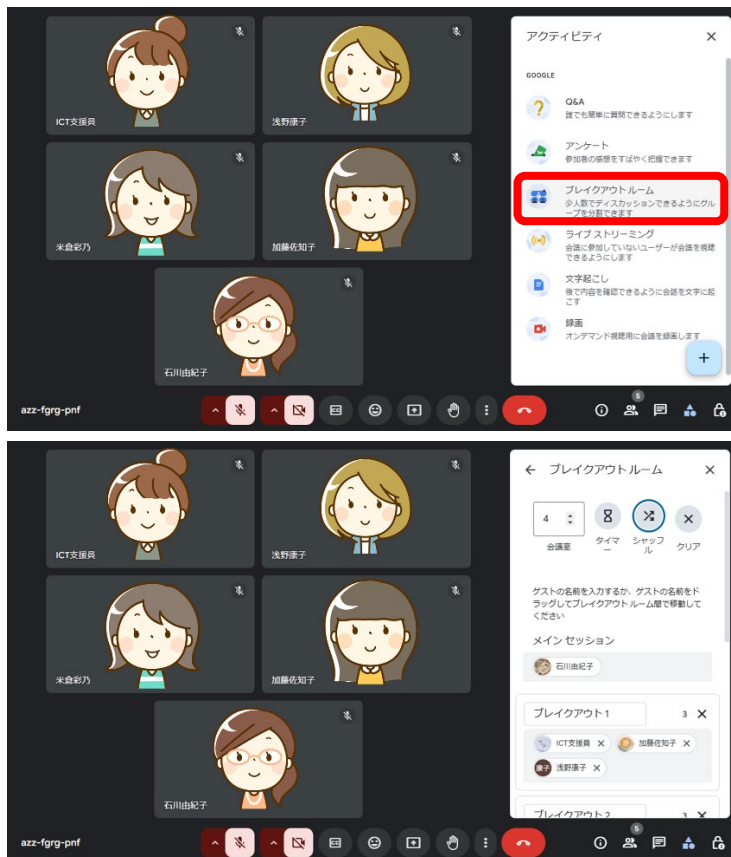 ICT支援員
浅野康子
米倉彩乃
加藤佐知子
石川由紀子
アクティビティ
GOOGLE
Q&A
誰でも簡単に質問できるようにします
アンケート
参加者の感想をすばやく把握できます
ブレイクアウト ルーム
少人数でディスカッションできるようにグル
ープを分割できます
ライブ ストリーミング
会議に参加していないユーザーが会議を視聴
できるようにします
文字起こし
後で内容を確認できるように会話を文字に起
こす
録画
オンデマンド視聴用に会議を録画します
azz-fgrg-pnf
5
ICT支援員
浅野康子
米倉彩乃
加藤佐知子
石川由紀子
ブレイクアウト ルーム
4
会議室
タイマ
ー
シャッフ
ル
クリア
ゲストの名前を入力するか、ゲストの名前をド
ラッグしてブレイクアウト ルーム間で移動して
ください
メイン セッション
石川由紀子
ブレイクアウト 1
3
ICT支援員
加藤佐知子
康子
浅野康子
ブレイクアウト 2
3
azz-fgrg-pnf
5